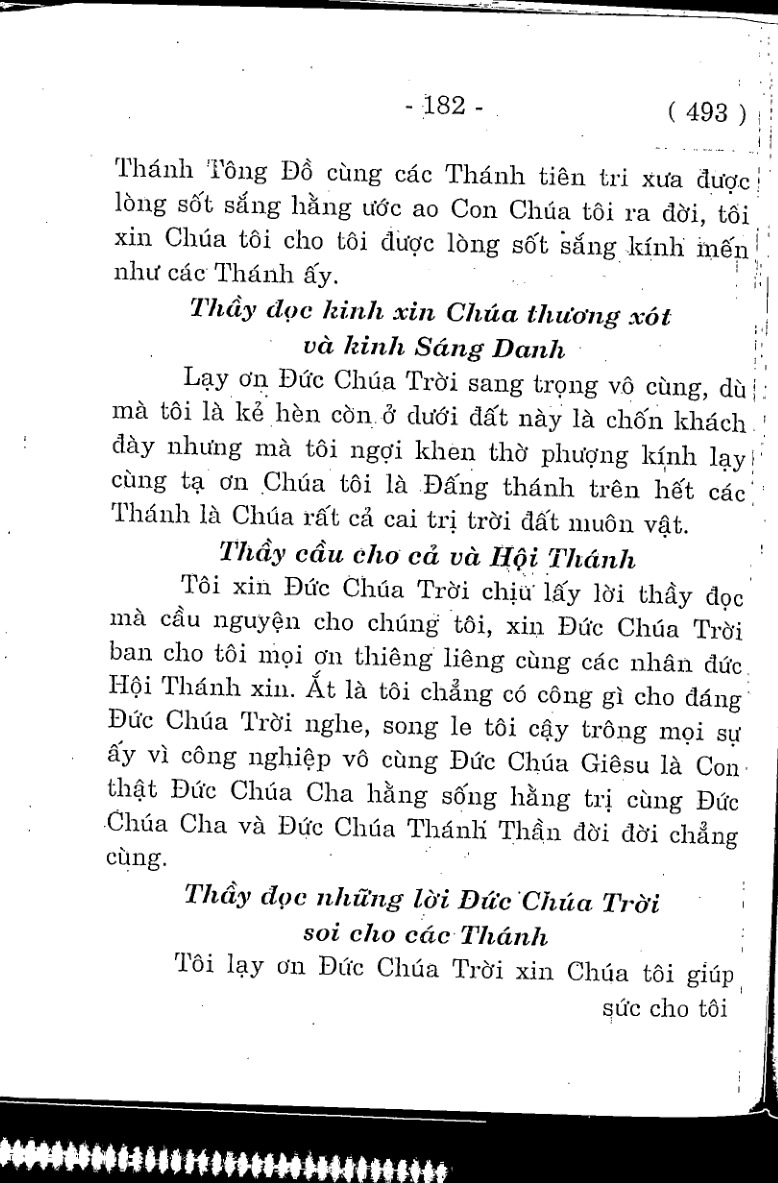 - 182 -
( 493 )
Thánh Tông Đồ cùng các Thánh tiên tri xưa được
lòng sốt sắng hằng ước ao Con Chúa tôi ra đời, tôi
xin Chúa tôi cho tôi được lòng sốt sắng kính mến
như các Thánh ấy.
Thầy đọc kinh xin Chúa thương xót
và kinh Sáng Danh
Lạy ơn Đức Chúa Trời sang trọng vô cùng, dù
mà tôi là kẻ hèn còn ở dưới đất này là chốn khách
đày nhưng mà tôi ngợi khen thờ phượng kính lạy
cùng tạ ơn Chúa tôi là Đấng thánh trên hết các
Thánh là Chúa rất cả cai trị trời đất muôn vật.
Thầy cầu cho cả và Hội Thánh
Tôi xin Đức Chúa Trời chịu lấy lời thầy đọc
mà cầu nguyện cho chúng tôi, xin Đức Chúa Trời
ban cho tôi mọi ơn thiêng liêng cùng các nhân đức
Hội Thánh xin. Ắt là tôi chẳng có công gì cho đáng
Đức Chúa Trời nghe, song le tôi cậy trông mọi sự
ấy vì công nghiệp vô cùng Đức Chúa Giêsu là Con
thật Đức Chúa Cha hằng sống hằng trị cùng Đức
Chúa Cha và Đức Chúa Thánh Thần đời đời chẳng
cùng.
Thầy đọc những lời Đức Chúa Trời
soi cho các Thánh
Tôi lạy ơn Đức Chúa Trời xin Chúa tôi giúp
sức cho tôi